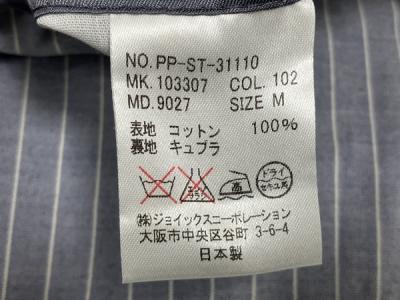 NO.PP-ST-31110
MK.103307 COL.102
MD.9027 SIZE M
表地 コットン 100%
裏地 キュプラ
高 ドライ
セキユ系
(株)ジョイックスコーポレーション
大阪市中央区谷町 3-6-4
日本製